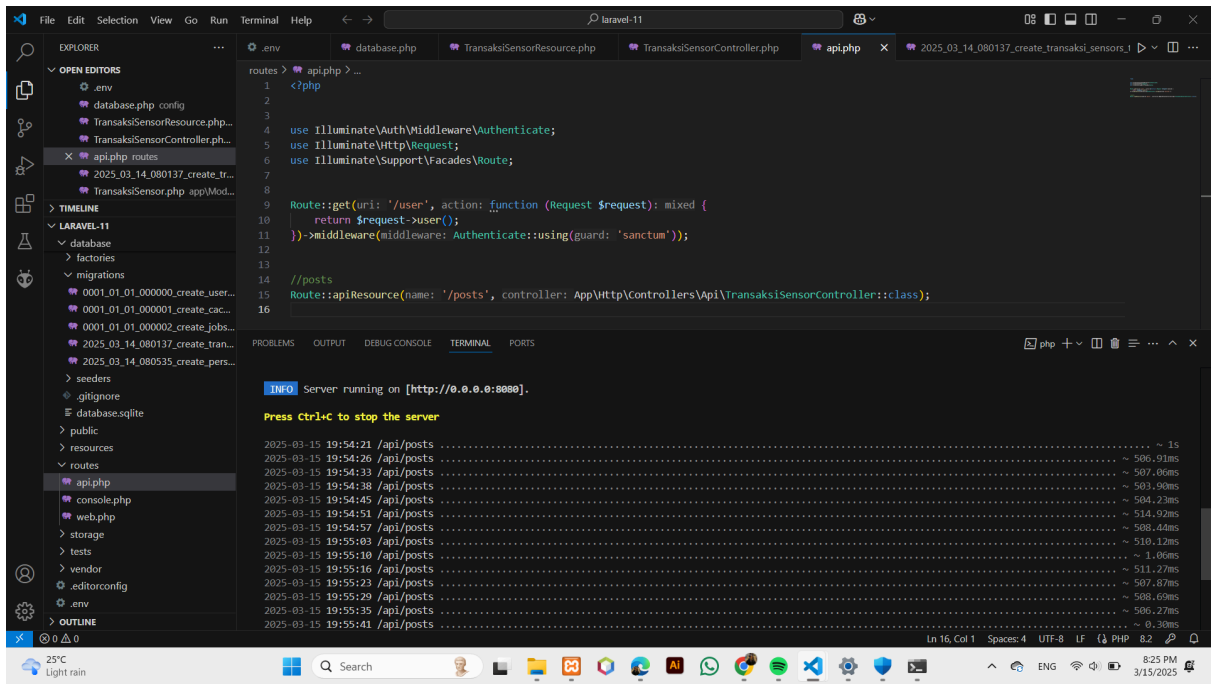 File Edit Selection View Go Run Terminal Help
laravel-11
EXPLORER
OPEN EDITORS
.env
database.php config
TransaksiSensorResource.php...
TransaksiSensorController.ph...
api.php routes
2025_03_14_080137_create_tr...
TransaksiSensor.php app\Mod...
TIMELINE
LARAVEL-11
database
factories
migrations
0001_01_01_000000_create_user...
0001_01_01_000001_create_cac...
0001_01_01_000002_create_jobs...
2025_03_14_080137_create_tran...
2025_03_14_080535_create_pers...
seeders
.gitignore
database.sqlite
public
resources
routes
api.php
console.php
web.php
storage
tests
vendor
.editorconfig
.env
OUTLINE
.env database.php TransaksiSensorResource.php TransaksiSensorController.php api.php 2025_03_14_080137_create_transaksi_sensors_t
routes > api.php > ...
1 <?php
2
3
4 use Illuminate\Auth\Middleware\Authenticate;
5 use Illuminate\Http\Request;
6 use Illuminate\Support\Facades\Route;
7
8
9 Route::get(uri: '/user', action: function (Request $request): mixed {
10 return $request->user();
11 })->middleware(middleware: Authenticate::using(guard: 'sanctum'));
12
13
14 //posts
15 Route::apiResource(name: '/posts', controller: App\Http\Controllers\Api\TransaksiSensorController::class);
16
PROBLEMS OUTPUT DEBUG CONSOLE TERMINAL PORTS
php
INFO Server running on [http://0.0.0.0:8080].
Press Ctrl+C to stop the server
2025-03-15 19:54:21 /api/posts ~ 1s
2025-03-15 19:54:26 /api/posts ~ 506.91ms
2025-03-15 19:54:33 /api/posts ~ 507.06ms
2025-03-15 19:54:38 /api/posts ~ 503.90ms
2025-03-15 19:54:45 /api/posts ~ 504.23ms
2025-03-15 19:54:51 /api/posts ~ 514.92ms
2025-03-15 19:54:57 /api/posts ~ 508.44ms
2025-03-15 19:55:03 /api/posts ~ 510.12ms
2025-03-15 19:55:10 /api/posts ~ 1.06ms
2025-03-15 19:55:16 /api/posts ~ 511.27ms
2025-03-15 19:55:23 /api/posts ~ 507.87ms
2025-03-15 19:55:29 /api/posts ~ 508.69ms
2025-03-15 19:55:35 /api/posts ~ 506.27ms
2025-03-15 19:55:41 /api/posts ~ 0.30ms
0 0 Ln 16, Col 1 Spaces: 4 UTF-8 LF PHP 8.2
25°C
Light rain
Search
Ai
ENG
8:25 PM
3/15/2025